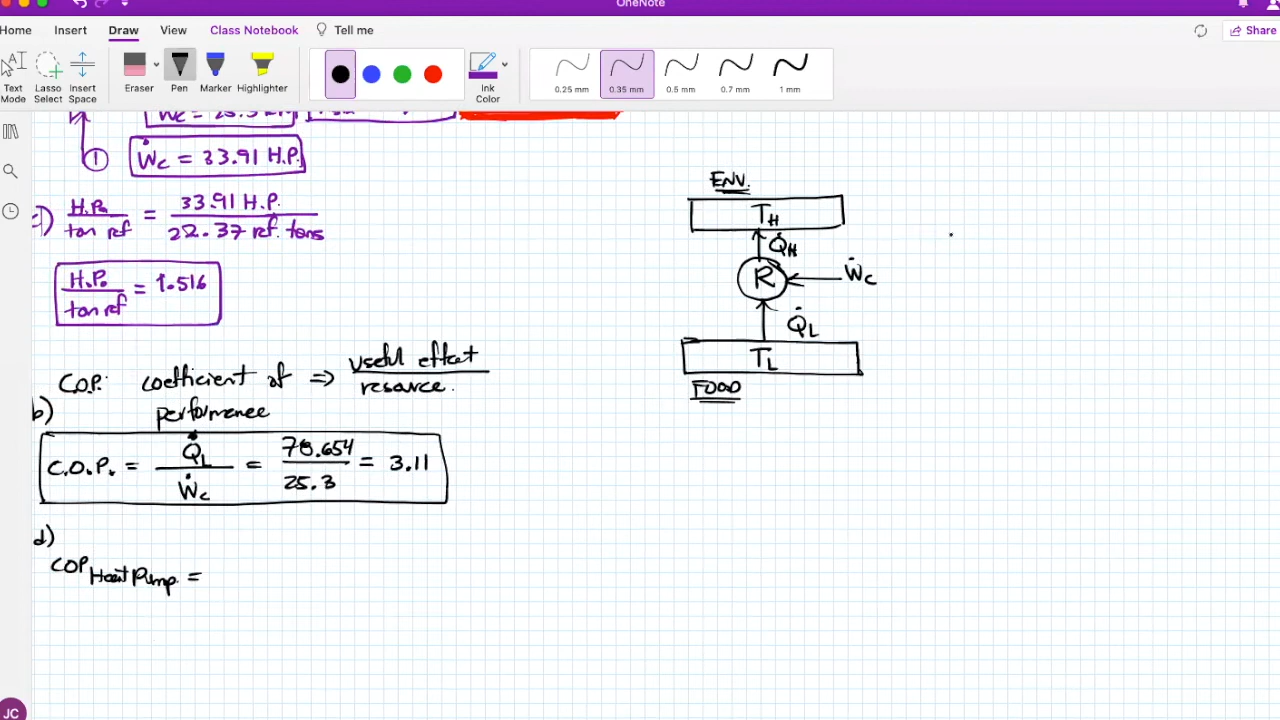 OneNote
Home Insert Draw View Class Notebook Tell me Share
Text Mode Lasso Select Insert Space Eraser Pen Marker Highlighter Ink Color 0.25 mm 0.35 mm 0.5 mm 0.7 mm 1 mm
① Ẇc = 33.91 H.P.
c) H.P. / ton ref = 33.91 H.P. / 22.37 ref. tons
H.P. / ton ref = 1.516
C.O.P.: coefficient of performance => useful effect / resource.
b)
C.O.P. = Q̇L / Ẇc = 78.654 / 25.3 = 3.11
d)
COP Heat Pump =
ENV.
TH
Q̇H
R
Ẇc
Q̇L
TL
FOOD
JC